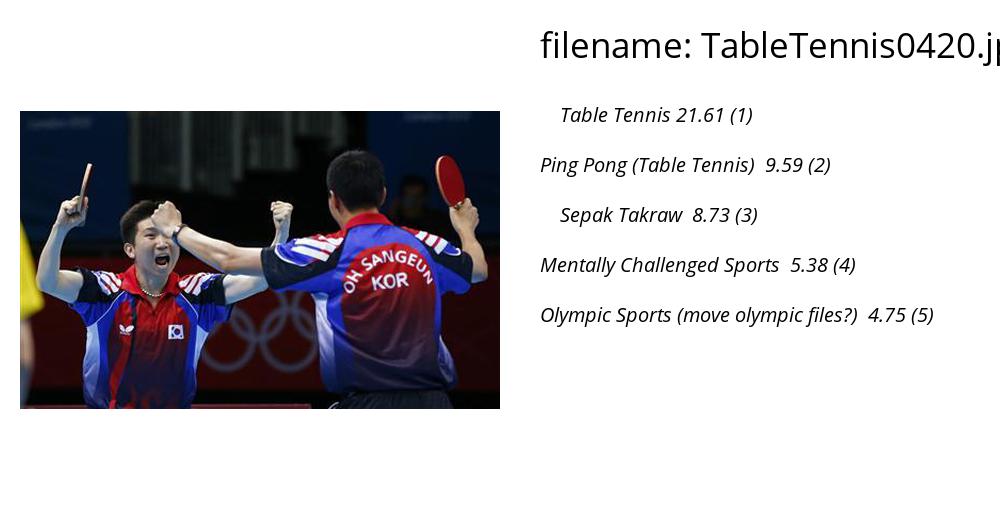 filename: TableTennis0420.j
Table Tennis 21.61 (1)
Ping Pong (Table Tennis) 9.59 (2)
Sepak Takraw 8.73 (3)
Mentally Challenged Sports 5.38 (4)
Olympic Sports (move olympic files?) 4.75 (5)
OH SANGEUN
KOR